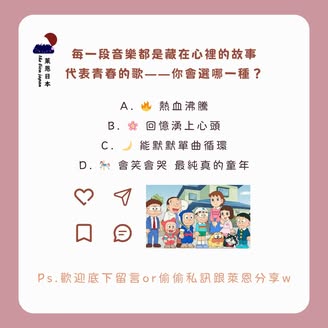 萊恩日本
每一段音樂都是藏在心裡的故事
代表青春的歌——你會選哪一種？
A. 🔥 熱血沸騰
B. 🌸 回憶湧上心頭
C. 🌙 能默默單曲循環
D. 🎠 會笑會哭 最純真的童年
Ps.歡迎底下留言or偷偷私訊跟萊恩分享w